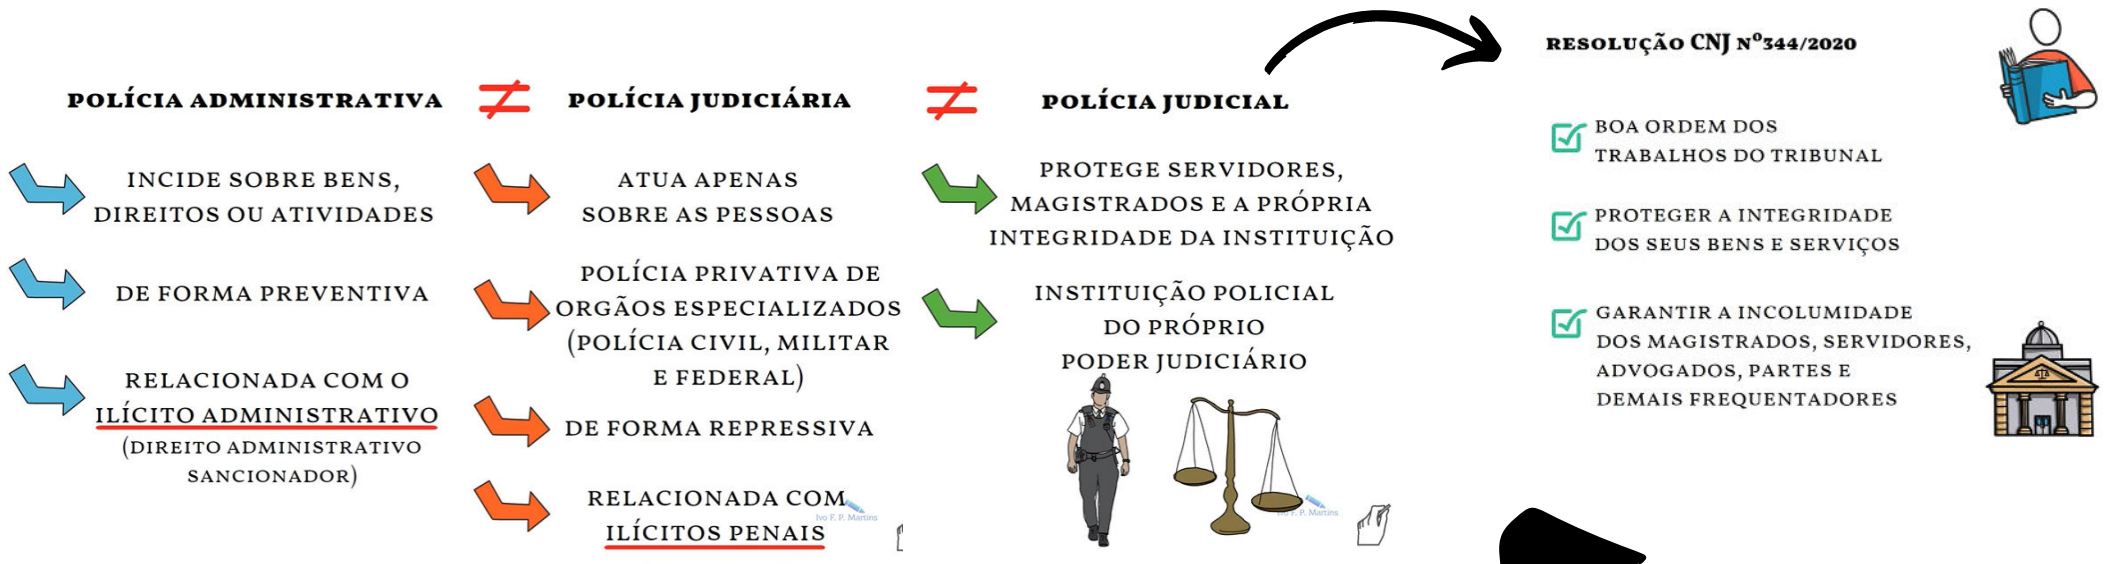 POLÍCIA ADMINISTRATIVA
INCIDE SOBRE BENS,
DIREITOS OU ATIVIDADES
DE FORMA PREVENTIVA
RELACIONADA COM O
ILÍCITO ADMINISTRATIVO
(DIREITO ADMINISTRATIVO
SANCIONADOR)
≠
POLÍCIA JUDICIÁRIA
ATUA APENAS
SOBRE AS PESSOAS
POLÍCIA PRIVATIVA DE
ORGÃOS ESPECIALIZADOS
(POLÍCIA CIVIL, MILITAR
E FEDERAL)
DE FORMA REPRESSIVA
RELACIONADA COM
ILÍCITOS PENAIS
Ivo F. P. Martins
≠
POLÍCIA JUDICIAL
PROTEGE SERVIDORES,
MAGISTRADOS E A PRÓPRIA
INTEGRIDADE DA INSTITUIÇÃO
INSTITUIÇÃO POLICIAL
DO PRÓPRIO
PODER JUDICIÁRIO
Ivo F. P. Martins
RESOLUÇÃO CNJ Nº344/2020
BOA ORDEM DOS
TRABALHOS DO TRIBUNAL
PROTEGER A INTEGRIDADE
DOS SEUS BENS E SERVIÇOS
GARANTIR A INCOLUMIDADE
DOS MAGISTRADOS, SERVIDORES,
ADVOGADOS, PARTES E
DEMAIS FREQUENTADORES